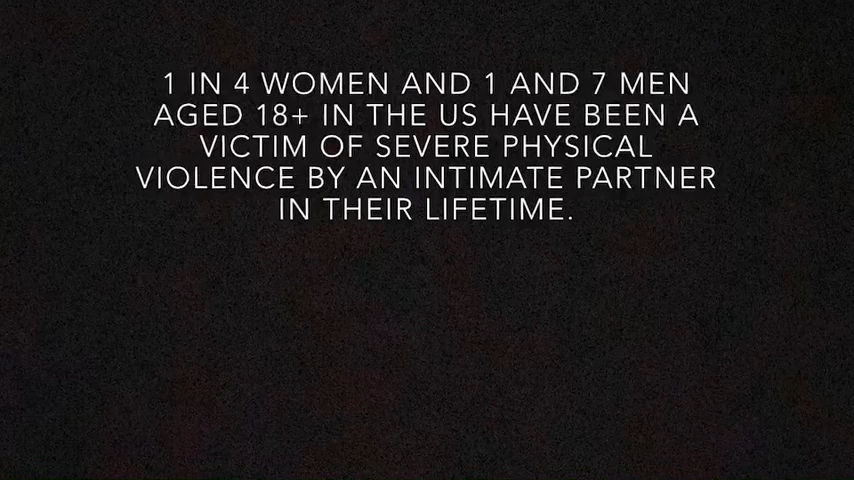 1 IN 4 WOMEN AND 1 AND 7 MEN
AGED 18+ IN THE US HAVE BEEN A
VICTIM OF SEVERE PHYSICAL
VIOLENCE BY AN INTIMATE PARTNER
IN THEIR LIFETIME.